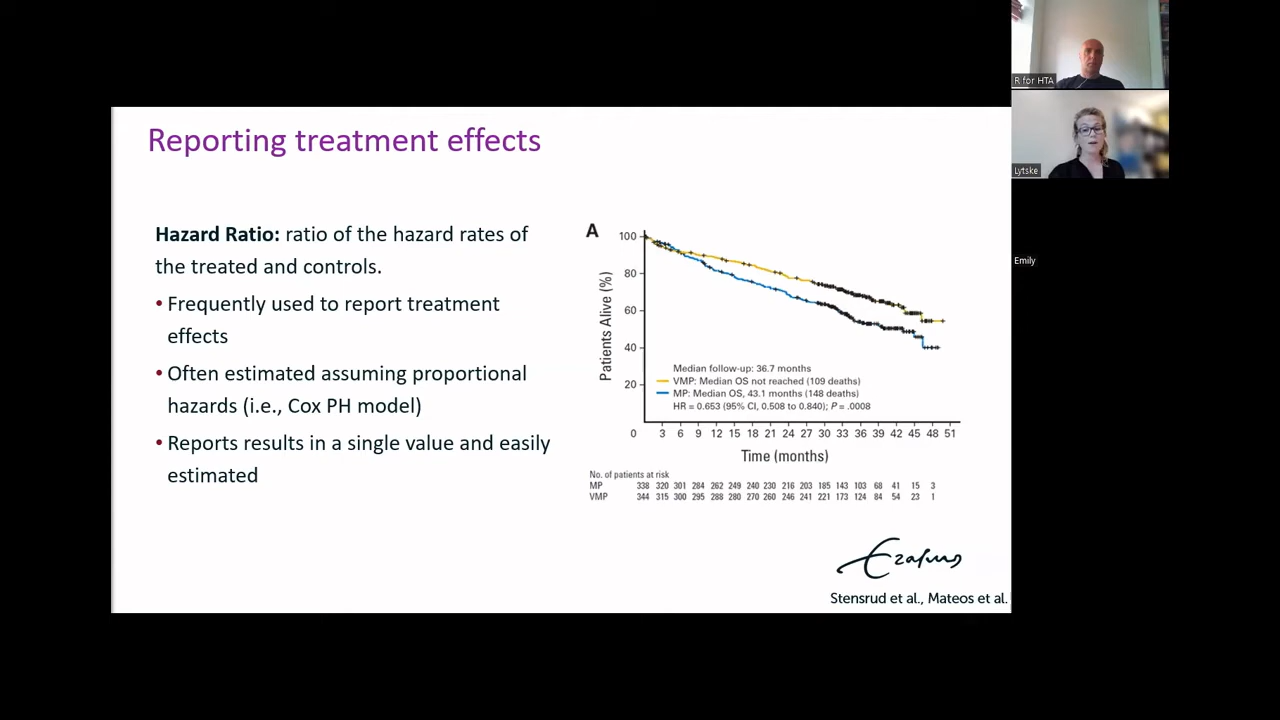 Reporting treatment effects
Hazard Ratio: ratio of the hazard rates of
the treated and controls.
• Frequently used to report treatment
effects
• Often estimated assuming proportional
hazards (i.e., Cox PH model)
• Reports results in a single value and easily
estimated
A
Patients Alive (%)
100
80
60
40
20
Median follow-up: 36.7 months
VMP: Median OS not reached (109 deaths)
MP: Median OS, 43.1 months (148 deaths)
HR = 0.653 (95% CI, 0.508 to 0.840); P = .0008
0 3 6 9 12 15 18 21 24 27 30 33 36 39 42 45 48 51
Time (months)
No. of patients at risk
MP 338 320 301 284 262 249 240 230 216 203 185 143 103 68 41 15 3
VMP 344 315 300 295 288 280 270 260 246 241 221 173 124 84 54 23 1
Erasmus
Stensrud et al., Mateos et al.
R for HTA
Lytske
Emily